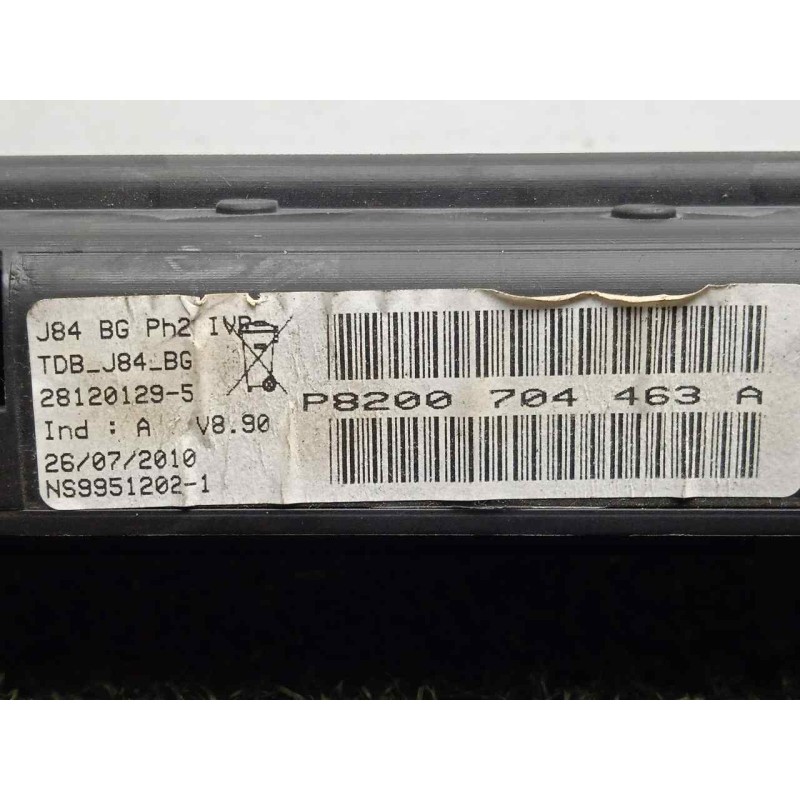 J84 BG Ph2 IVP
TDB_J84_BG
28120129-5
Ind : A V8.90
26/07/2010
NS9951202-1
P8200 704 463 A